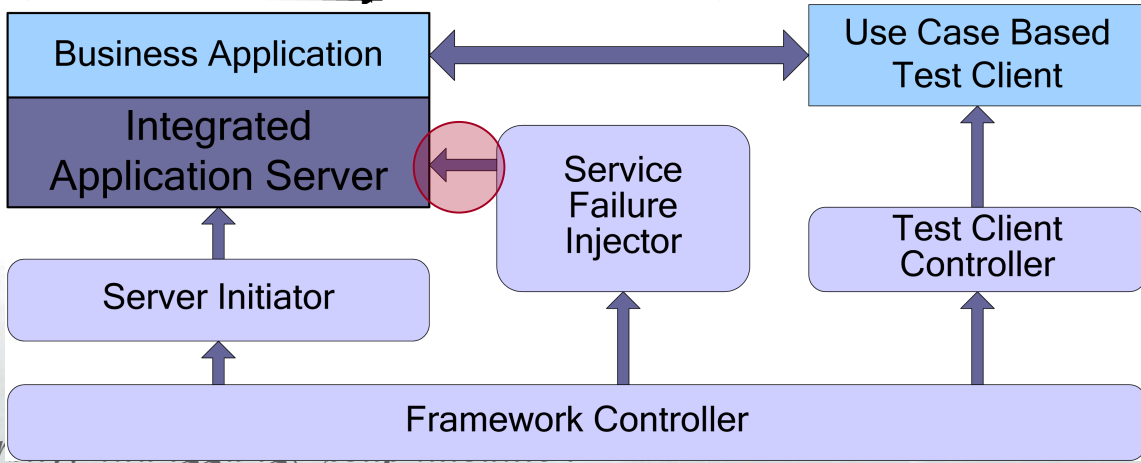 Business Application
Use Case Based
Test Client
Integrated
Application Server
Service
Failure
Injector
Test Client
Controller
Server Initiator
Framework Controller